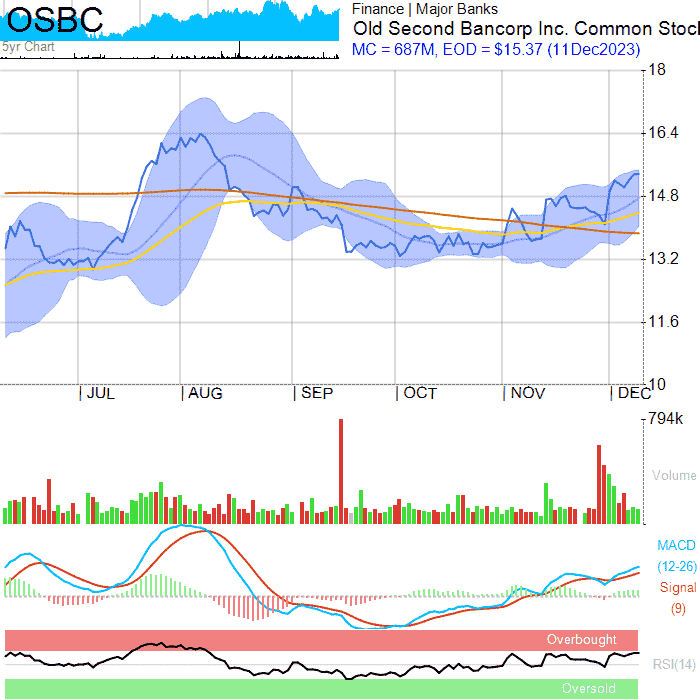 OSBC
5yr Chart
Finance | Major Banks
Old Second Bancorp Inc. Common Stoc
MC = 687M, EOD = $15.37 (11Dec2023)
18
16.4
14.8
13.2
11.6
10
| JUL | AUG | SEP | OCT | NOV | DEC
794k
Volume
MACD
(12-26)
Signal
(9)
Overbought
RSI(14)
Oversold